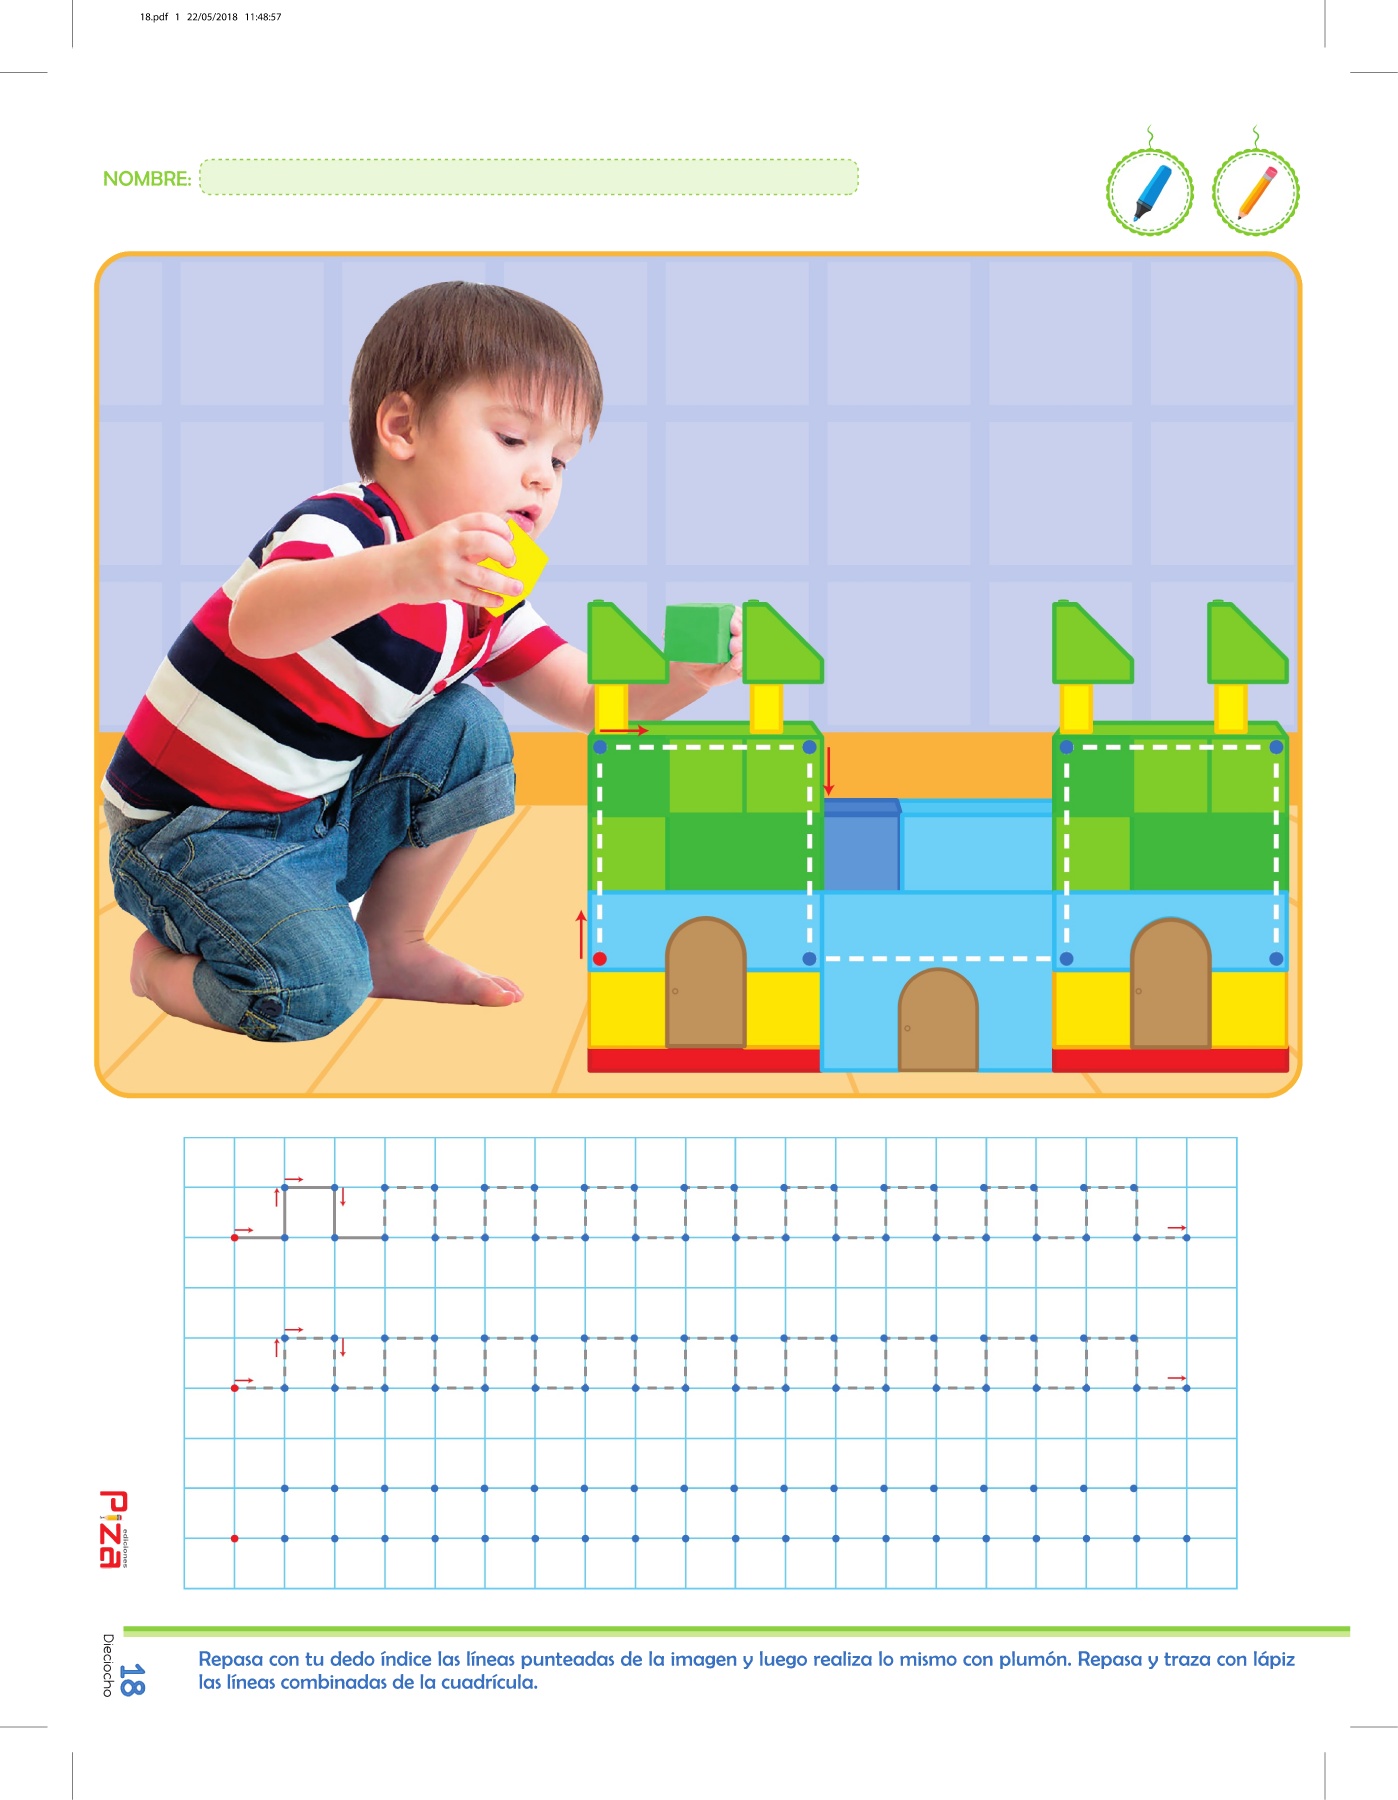 18.pdf 1 22/05/2018 11:48:57
NOMBRE:
Piza
ediciones
Dieciocho
18
Repasa con tu dedo índice las líneas punteadas de la imagen y luego realiza lo mismo con plumón. Repasa y traza con lápiz
las líneas combinadas de la cuadrícula.